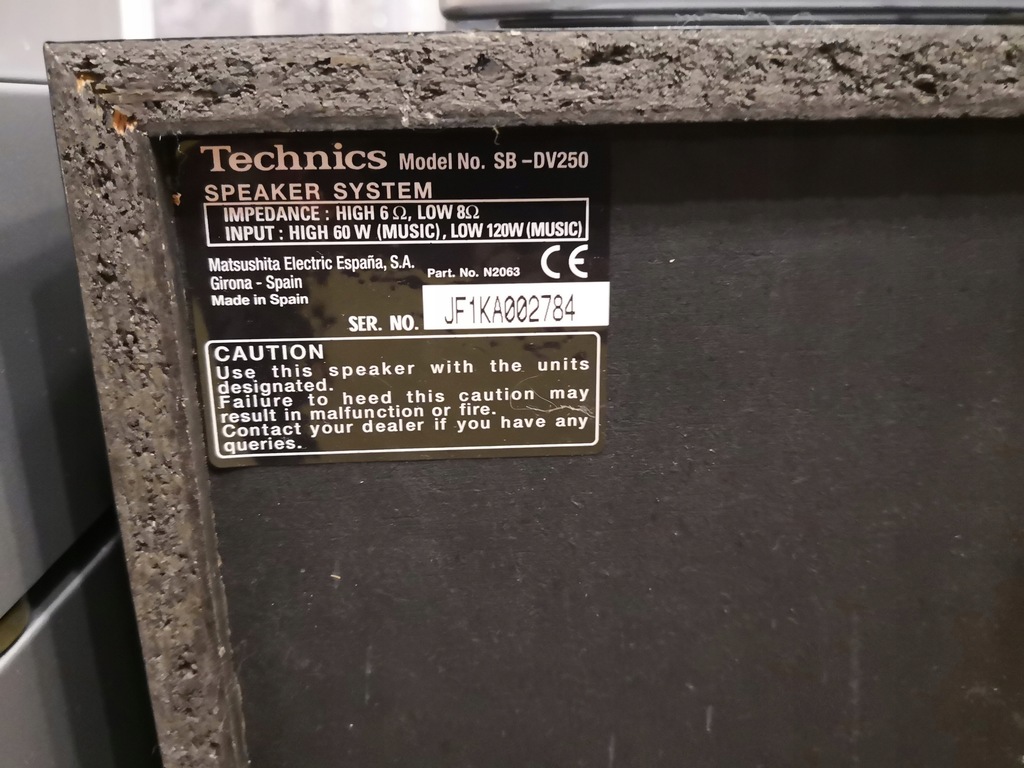 Technics Model No. SB-DV250
SPEAKER SYSTEM
IMPEDANCE : HIGH 6 Ω, LOW 8Ω
INPUT : HIGH 60 W (MUSIC), LOW 120W (MUSIC)
Matsushita Electric España, S.A.
Part. No. N2063
CE
Girona - Spain
Made in Spain
SER. NO. JF1KA002784
CAUTION
Use this speaker with the units
designated.
Failure to heed this caution may
result in malfunction or fire.
Contact your dealer if you have any
queries.